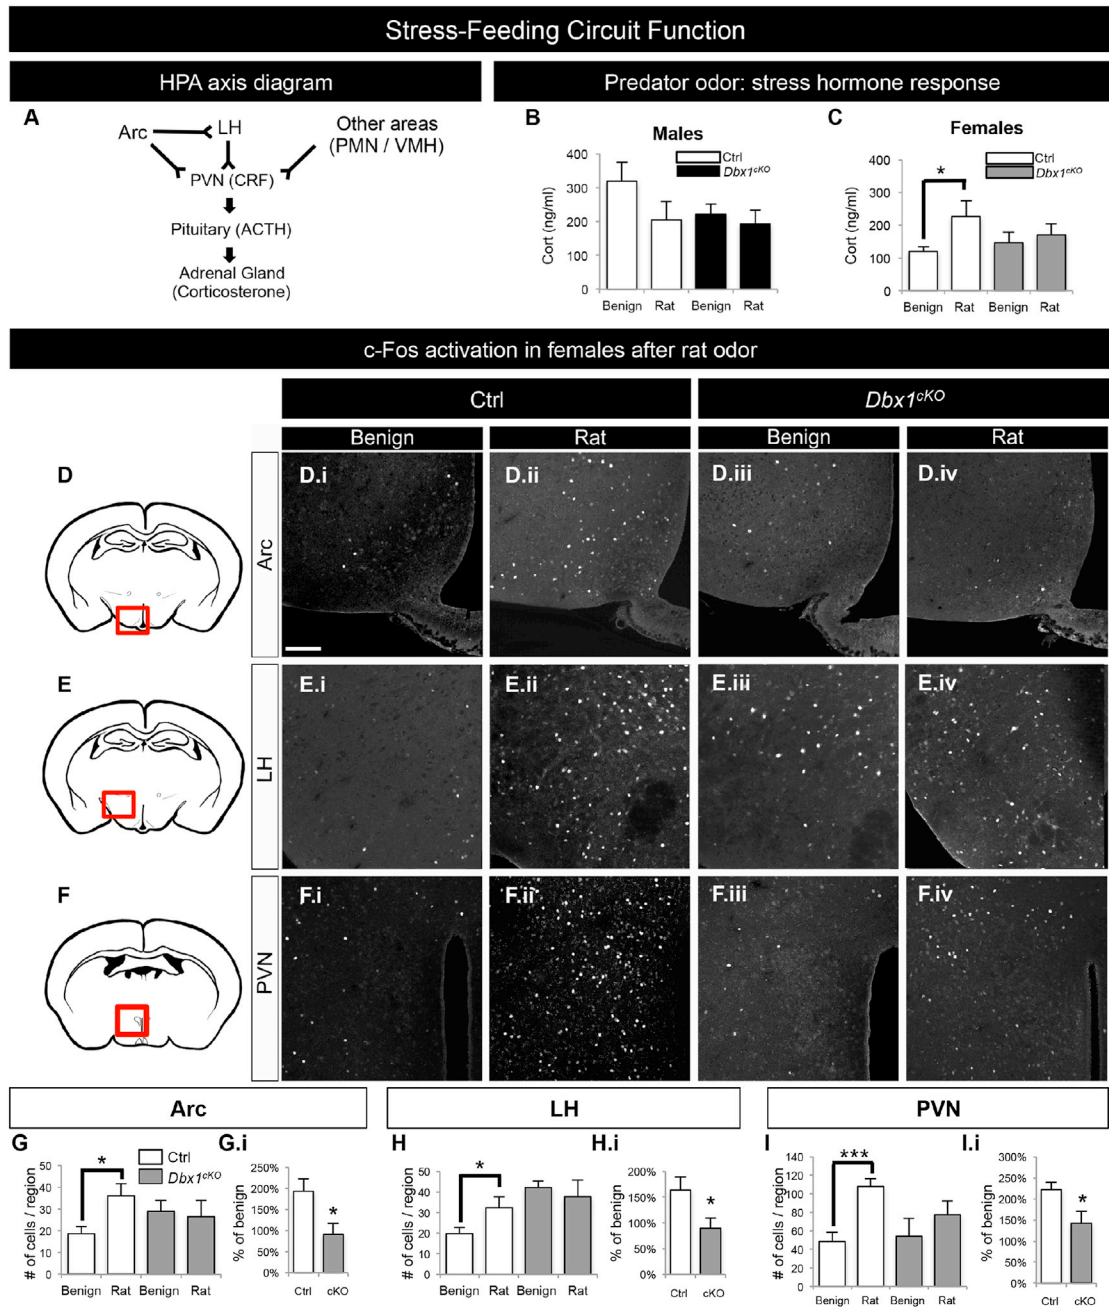 Stress-Feeding Circuit Function
HPA axis diagram
Predator odor: stress hormone response
A
Arc
LH
Other areas
(PMN / VMH)
PVN (CRF)
Pituitary (ACTH)
Adrenal Gland
(Corticosterone)
B
Males
Ctrl
Dbx1cKO
Cort (ng/ml)
400
300
200
100
0
Benign Rat Benign Rat
C
Females
Ctrl
Dbx1cKO
*
Cort (ng/ml)
400
300
200
100
0
Benign Rat Benign Rat
c-Fos activation in females after rat odor
Ctrl
Dbx1cKO
Benign
Rat
Benign
Rat
D
Arc
D.i
D.ii
D.iii
D.iv
E
LH
E.i
E.ii
E.iii
E.iv
F
PVN
F.i
F.ii
F.iii
F.iv
Arc
LH
PVN
G
Ctrl
Dbx1cKO
*
# of cells / region
50
40
30
20
10
0
Benign Rat Benign Rat
G.i
% of benign
250%
200%
150%
100%
50%
0%
*
Ctrl cKO
H
*
# of cells / region
50
40
30
20
10
0
Benign Rat Benign Rat
H.i
% of benign
200%
150%
100%
50%
0%
*
Ctrl cKO
I
***
# of cells / region
140
120
100
80
60
40
20
0
Benign Rat Benign Rat
I.i
% of benign
300%
250%
200%
150%
100%
50%
0%
*
Ctrl cKO